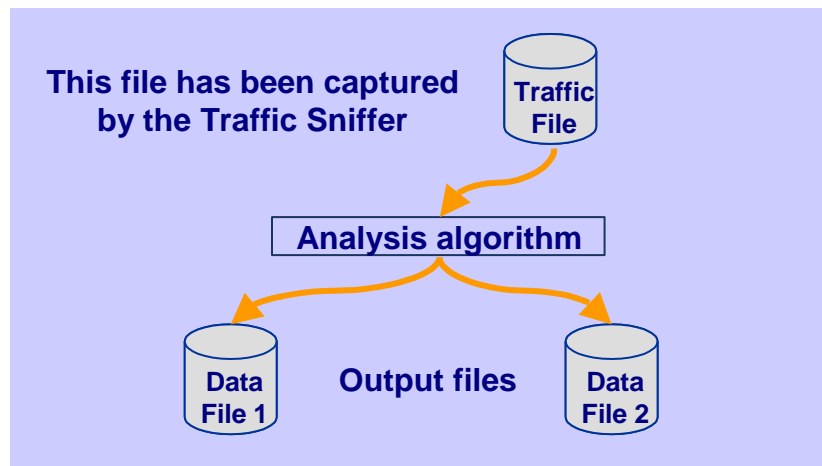 This file has been captured
by the Traffic Sniffer
Traffic
File
Analysis algorithm
Data
File 1
Output files
Data
File 2